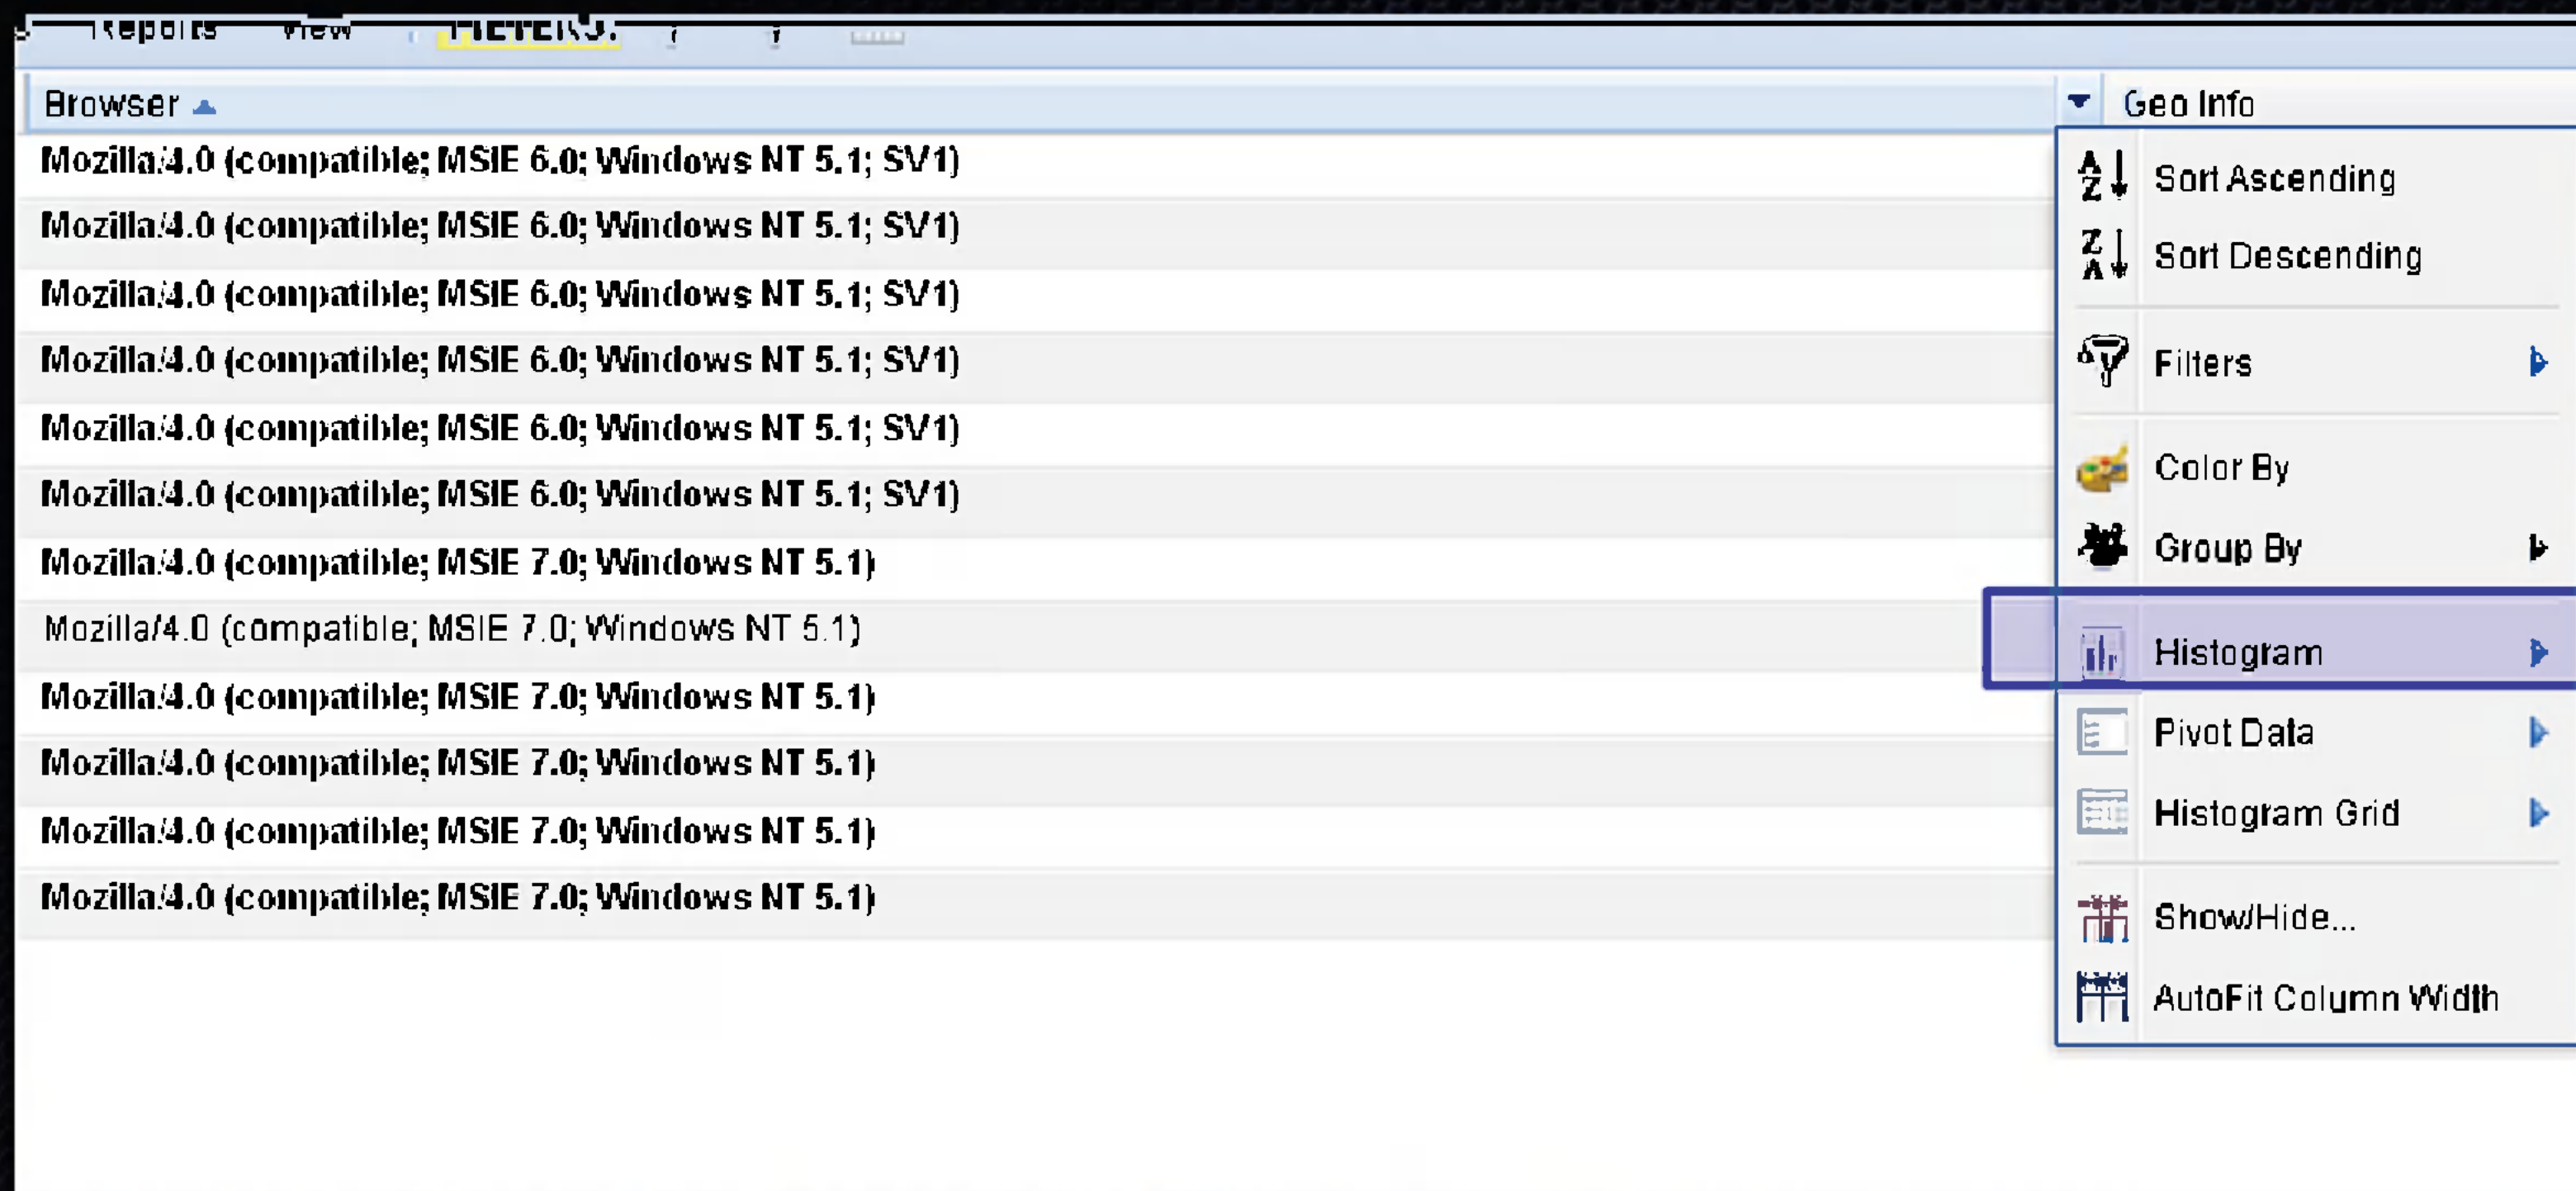 Reports View FILTERS:
Browser Geo Info
Mozilla/4.0 (compatible; MSIE 6.0; Windows NT 5.1; SV1)
Mozilla/4.0 (compatible; MSIE 6.0; Windows NT 5.1; SV1)
Mozilla/4.0 (compatible; MSIE 6.0; Windows NT 5.1; SV1)
Mozilla/4.0 (compatible; MSIE 6.0; Windows NT 5.1; SV1)
Mozilla/4.0 (compatible; MSIE 6.0; Windows NT 5.1; SV1)
Mozilla/4.0 (compatible; MSIE 6.0; Windows NT 5.1; SV1)
Mozilla/4.0 (compatible; MSIE 7.0; Windows NT 5.1)
Mozilla/4.0 (compatible; MSIE 7.0; Windows NT 5.1)
Mozilla/4.0 (compatible; MSIE 7.0; Windows NT 5.1)
Mozilla/4.0 (compatible; MSIE 7.0; Windows NT 5.1)
Mozilla/4.0 (compatible; MSIE 7.0; Windows NT 5.1)
Mozilla/4.0 (compatible; MSIE 7.0; Windows NT 5.1)
Sort Ascending
Sort Descending
Filters
Color By
Group By
Histogram
Pivot Data
Histogram Grid
Show/Hide...
AutoFit Column Width